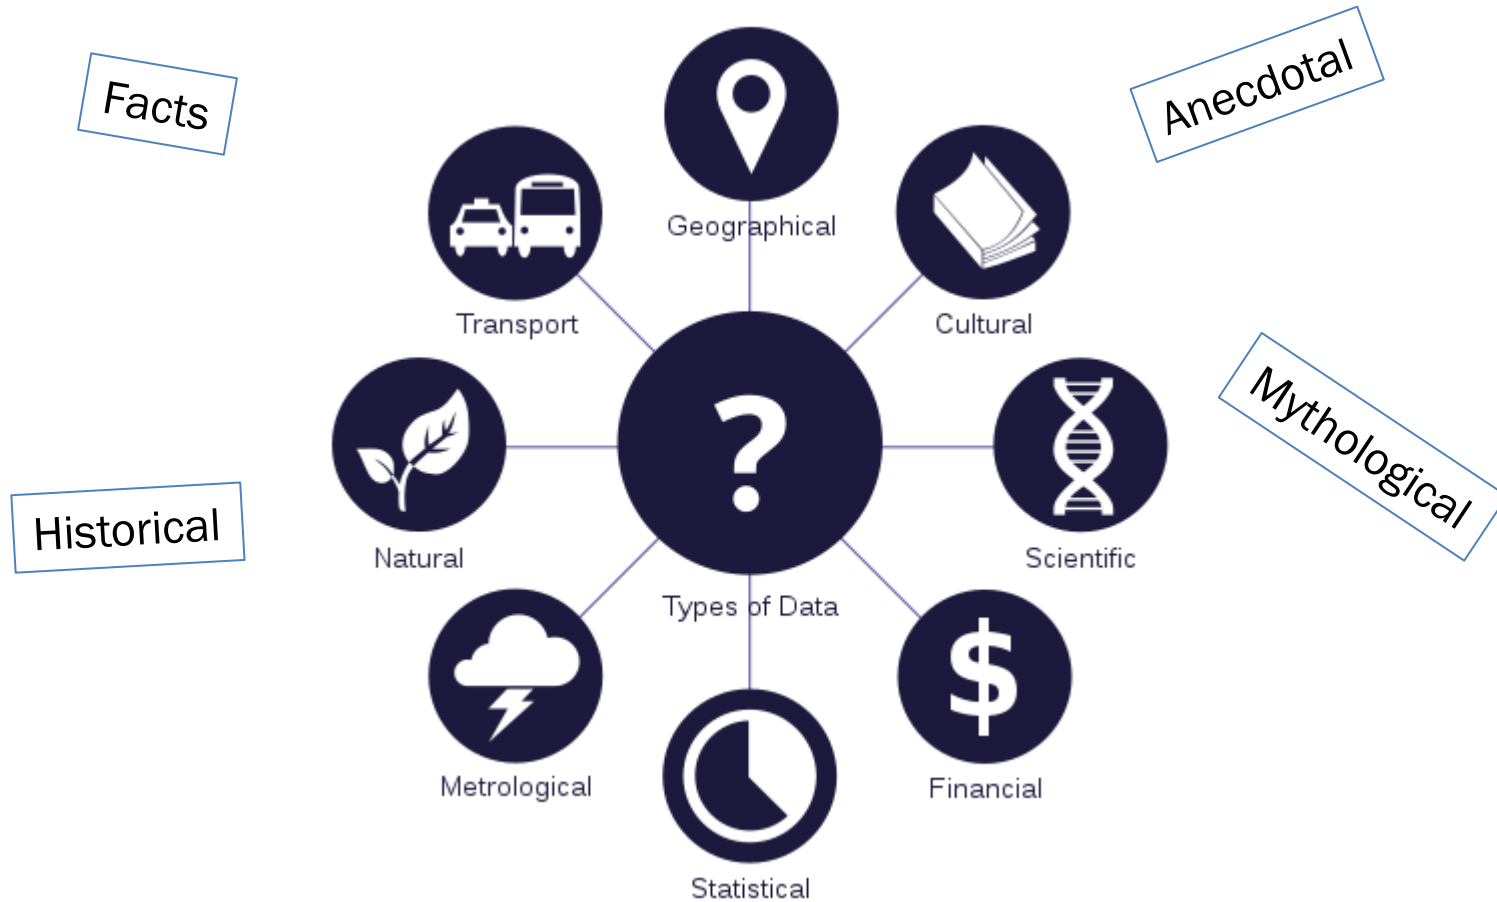 Facts
Anecdotal
Geographical
Transport
Cultural
?
Mythological
Historical
Natural
Scientific
Types of Data
$
Metrological
Financial
Statistical